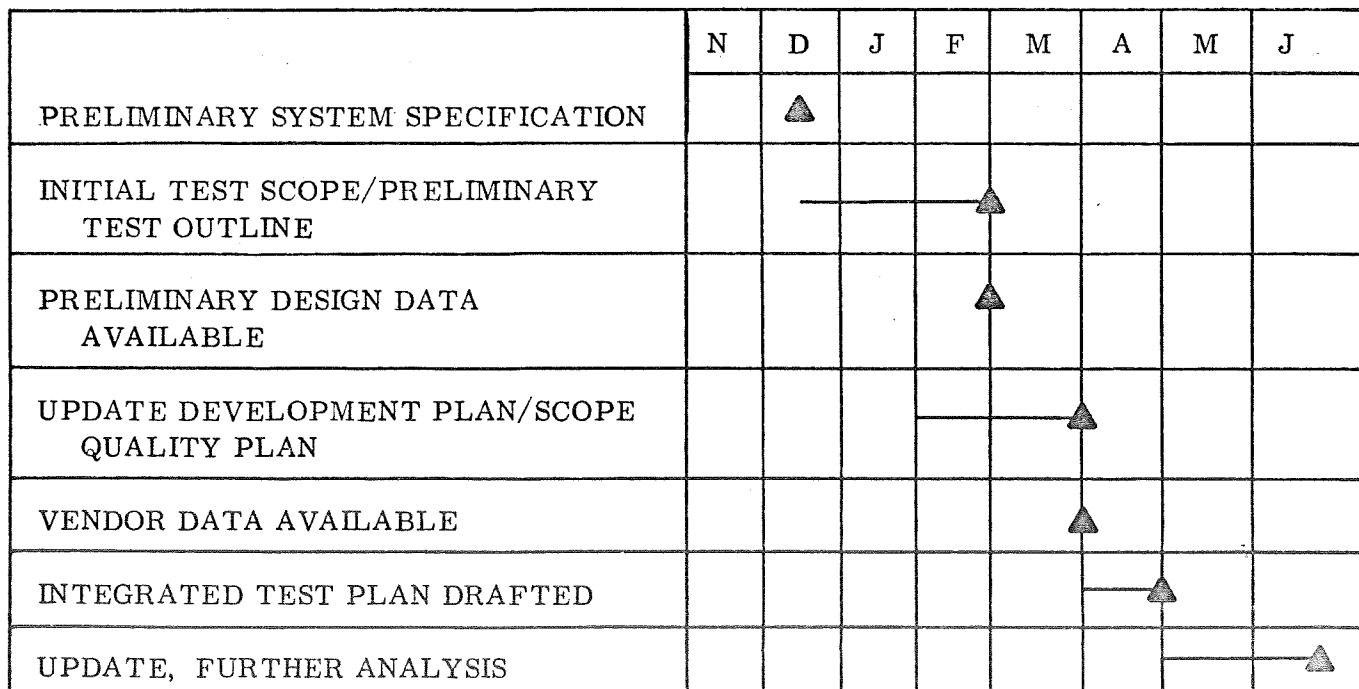 N D J F M A M J
PRELIMINARY SYSTEM SPECIFICATION
INITIAL TEST SCOPE/PRELIMINARY
TEST OUTLINE
PRELIMINARY DESIGN DATA
AVAILABLE
UPDATE DEVELOPMENT PLAN/SCOPE
QUALITY PLAN
VENDOR DATA AVAILABLE
INTEGRATED TEST PLAN DRAFTED
UPDATE, FURTHER ANALYSIS